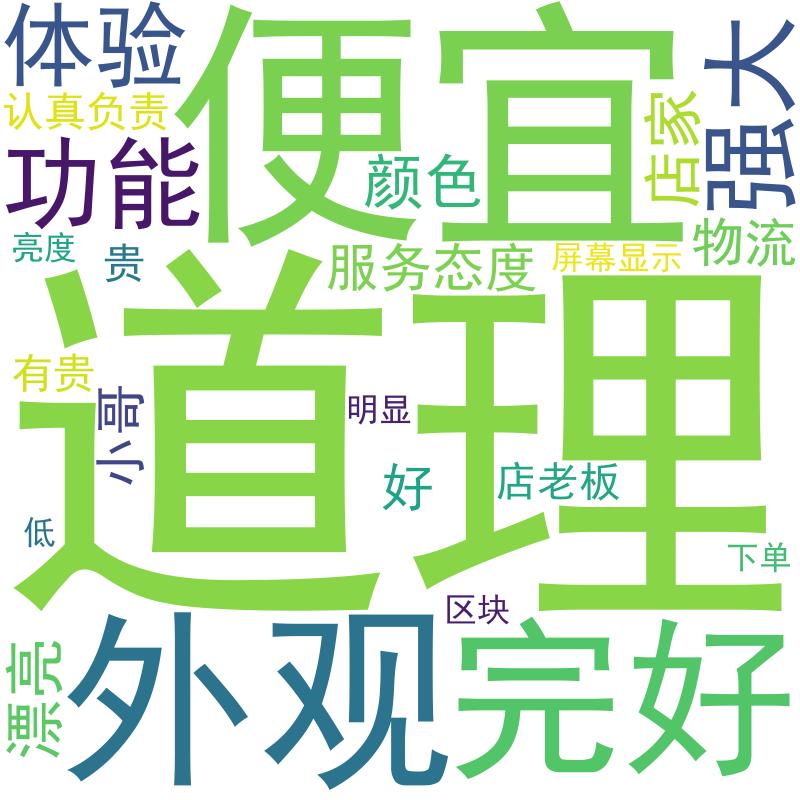 体验
便宜
强大
认真负责
店家
功能
颜色
物流
亮度
贵
服务态度
屏幕显示
道理
有贵
小哥
明显
好
店老板
低
下单
区块
漂亮
外观
完好